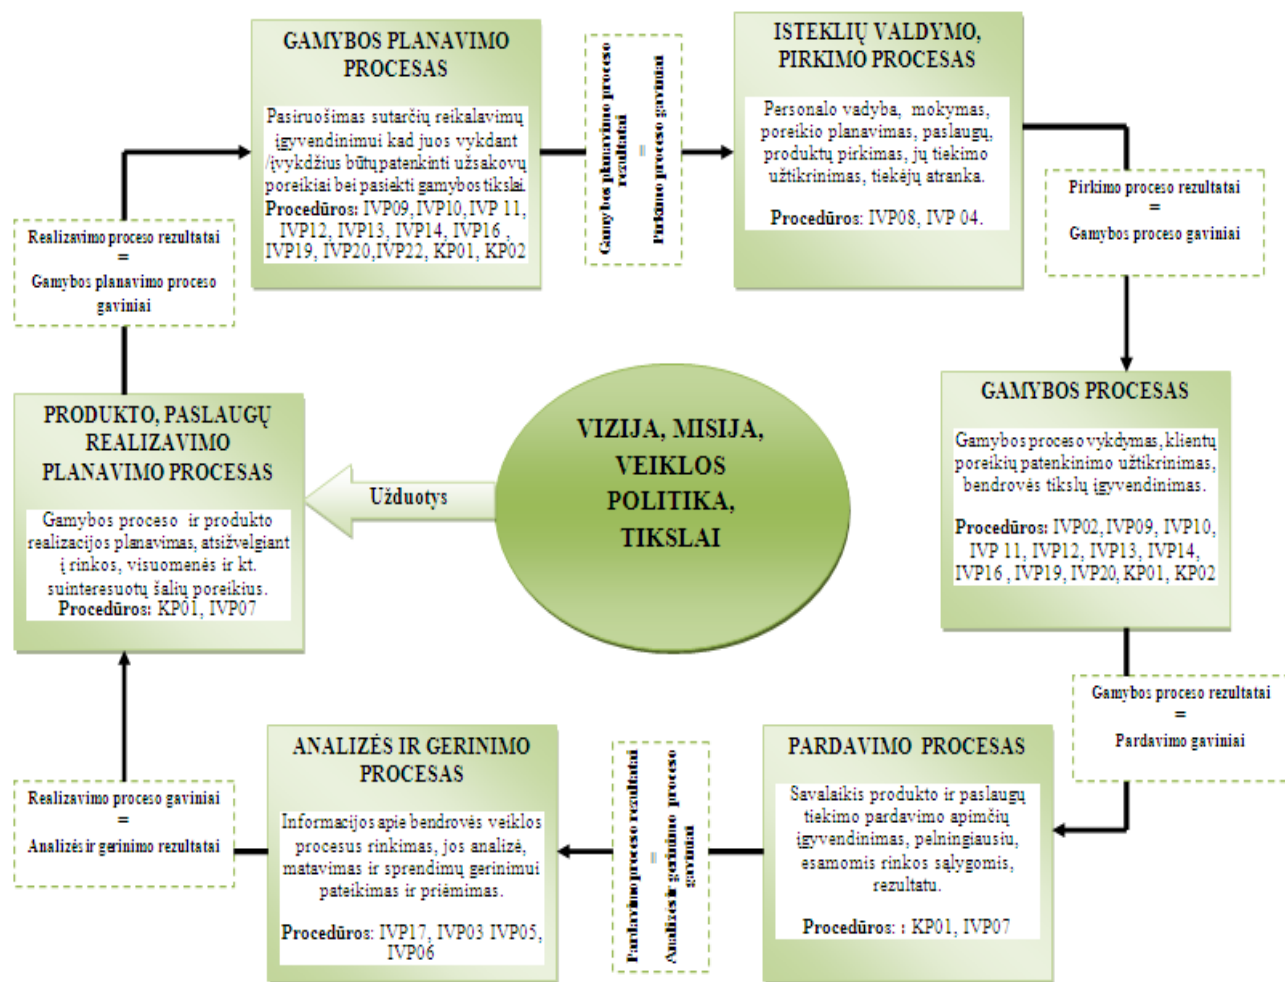 GAMYBOS PLANAVIMO
PROCESAS
Pasiruošimas sutarčių reikalavimų
įgyvendinimui kad juos vykdant
/įvykdžius būtų patenkinti užsakovų
poreikiai bei pasiekti gamybos tikslai.
Procedūros: IVP09, IVP10, IVP 11,
IVP12, IVP13, IVP14, IVP16 ,
IVP19, IVP20,IVP22, KP01, KP02
Gamybos planavimo proceso
rezultatai
=
Pirkimo proceso gaviniai
ISTEKLIŲ VALDYMO,
PIRKIMO PROCESAS
Personalo vadyba, mokymas,
poreikio planavimas, paslaugų,
produktų pirkimas, jų tiekimo
užtikrinimas, tiekėjų atranka.
Procedūros: IVP08, IVP 04.
Pirkimo proceso rezultatai
=
Gamybos proceso gaviniai
Realizavimo proceso rezultatai
=
Gamybos planavimo proceso
gaviniai
PRODUKTO, PASLAUGŲ
REALIZAVIMO
PLANAVIMO PROCESAS
Gamybos proceso ir produkto
realizacijos planavimas, atsižvelgiant
į rinkos, visuomenės ir kt.
suinteresuotų šalių poreikius.
Procedūros: KP01, IVP07
Užduotys
VIZIJA, MISIJA,
VEIKLOS
POLITIKA,
TIKSLAI
GAMYBOS PROCESAS
Gamybos proceso vykdymas, klientų
poreikių patenkinimo užtikrinimas,
bendrovės tikslų įgyvendinimas.
Procedūros: IVP02, IVP09, IVP10,
IVP 11, IVP12, IVP13, IVP14,
IVP16 , IVP19, IVP20, KP01, KP02
Gamybos proceso rezultatai
=
Pardavimo gaviniai
PARDAVIMO PROCESAS
Savalaikis produkto ir paslaugų
tiekimo pardavimo apimčių
įgyvendinimas, pelningiausiu,
esamomis rinkos sąlygomis,
rezultatu.
Procedūros: : KP01, IVP07
Pardavimo proceso rezultatai
=
Analizės ir gerinimo proceso
gaviniai
ANALIZĖS IR GERINIMO
PROCESAS
Informacijos apie bendrovės veiklos
procesus rinkimas, jos analizė,
matavimas ir sprendimų gerinimui
pateikimas ir priėmimas.
Procedūros: IVP17, IVP03 IVP05,
IVP06
Realizavimo proceso gaviniai
=
Analizės ir gerinimo rezultatai